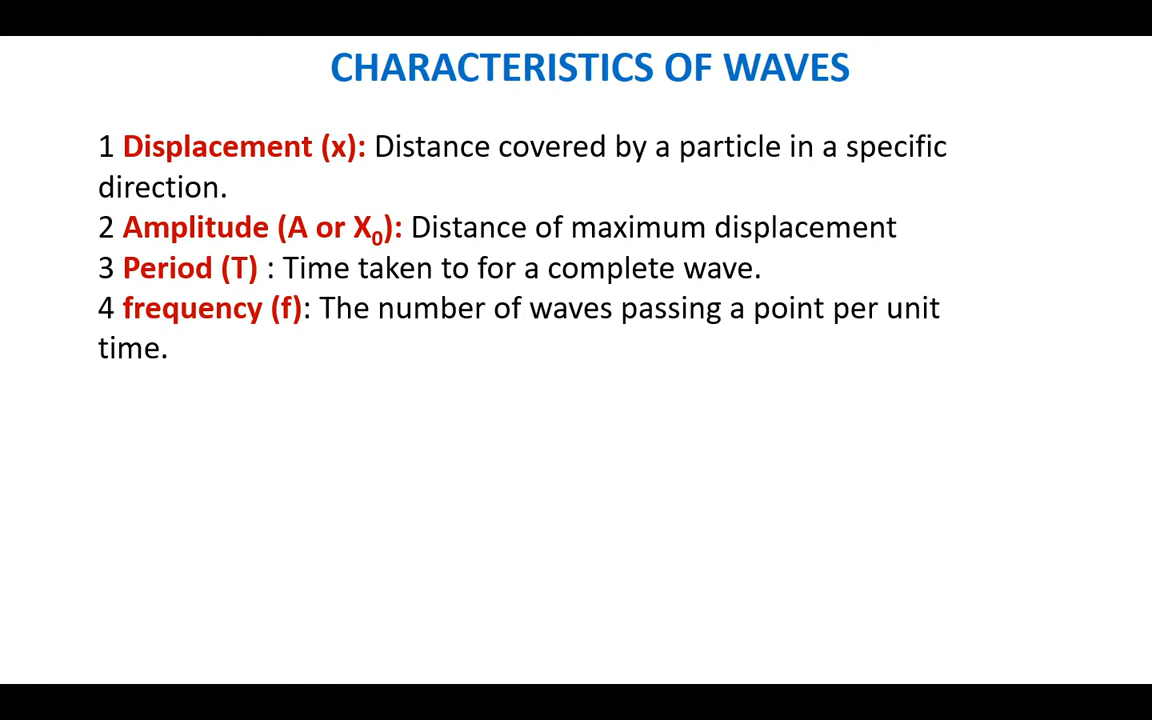 CHARACTERISTICS OF WAVES
1 Displacement (x): Distance covered by a particle in a specific
direction.
2 Amplitude (A or X₀): Distance of maximum displacement
3 Period (T) : Time taken to for a complete wave.
4 frequency (f): The number of waves passing a point per unit
time.